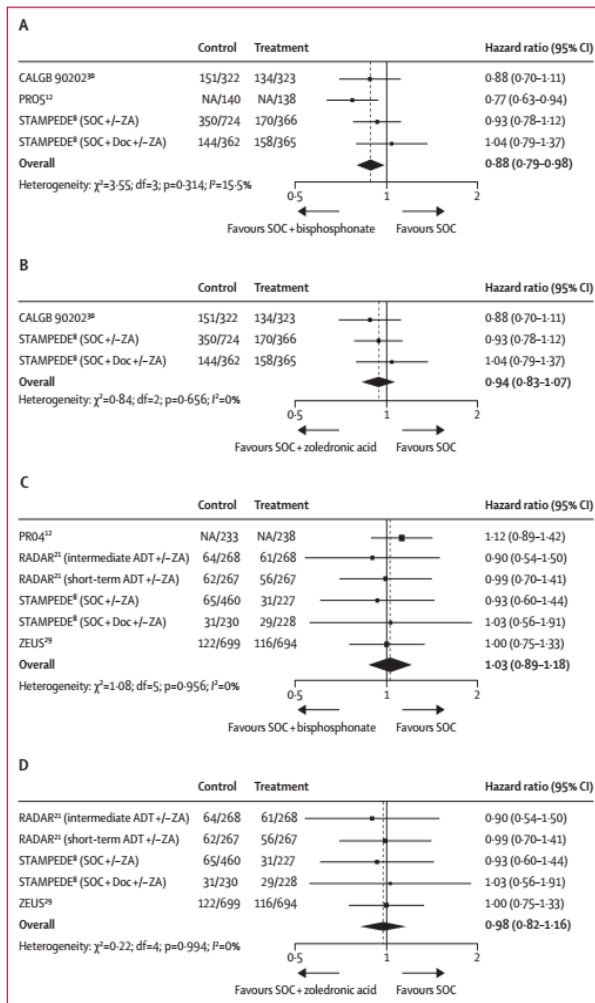 A
Control Treatment Hazard ratio (95% CI)
CALGB 90202³⁰ 151/322 134/323 0·88 (0·70–1·11)
PR05¹² NA/140 NA/138 0·77 (0·63–0·94)
STAMPEDE⁸ (SOC +/–ZA) 350/724 170/366 0·93 (0·78–1·12)
STAMPEDE⁸ (SOC + Doc +/–ZA) 144/362 158/365 1·04 (0·79–1·37)
Overall 0·88 (0·79–0·98)
Heterogeneity: χ²=3·55; df=3; p=0·314; I²=15·5%
0·5 1 2
Favours SOC + bisphosphonate Favours SOC
B
Control Treatment Hazard ratio (95% CI)
CALGB 90202³⁰ 151/322 134/323 0·88 (0·70–1·11)
STAMPEDE⁸ (SOC +/–ZA) 350/724 170/366 0·93 (0·78–1·12)
STAMPEDE⁸ (SOC + Doc +/–ZA) 144/362 158/365 1·04 (0·79–1·37)
Overall 0·94 (0·83–1·07)
Heterogeneity: χ²=0·84; df=2; p=0·656; I²=0%
0·5 1 2
Favours SOC + zoledronic acid Favours SOC
C
Control Treatment Hazard ratio (95% CI)
PR04¹² NA/233 NA/238 1·12 (0·89–1·42)
RADAR²¹ (intermediate ADT +/–ZA) 64/268 61/268 0·90 (0·54–1·50)
RADAR²¹ (short-term ADT +/–ZA) 62/267 56/267 0·99 (0·70–1·41)
STAMPEDE⁸ (SOC +/–ZA) 65/460 31/227 0·93 (0·60–1·44)
STAMPEDE⁸ (SOC + Doc +/–ZA) 31/230 29/228 1·03 (0·56–1·91)
ZEUS²⁹ 122/699 116/694 1·00 (0·75–1·33)
Overall 1·03 (0·89–1·18)
Heterogeneity: χ²=1·08; df=5; p=0·956; I²=0%
0·5 1 2
Favours SOC + bisphosphonate Favours SOC
D
Control Treatment Hazard ratio (95% CI)
RADAR²¹ (intermediate ADT +/–ZA) 64/268 61/268 0·90 (0·54–1·50)
RADAR²¹ (short-term ADT +/–ZA) 62/267 56/267 0·99 (0·70–1·41)
STAMPEDE⁸ (SOC +/–ZA) 65/460 31/227 0·93 (0·60–1·44)
STAMPEDE⁸ (SOC + Doc +/–ZA) 31/230 29/228 1·03 (0·56–1·91)
ZEUS²⁹ 122/699 116/694 1·00 (0·75–1·33)
Overall 0·98 (0·82–1·16)
Heterogeneity: χ²=0·22; df=4; p=0·994; I²=0%
0·5 1 2
Favours SOC + zoledronic acid Favours SOC